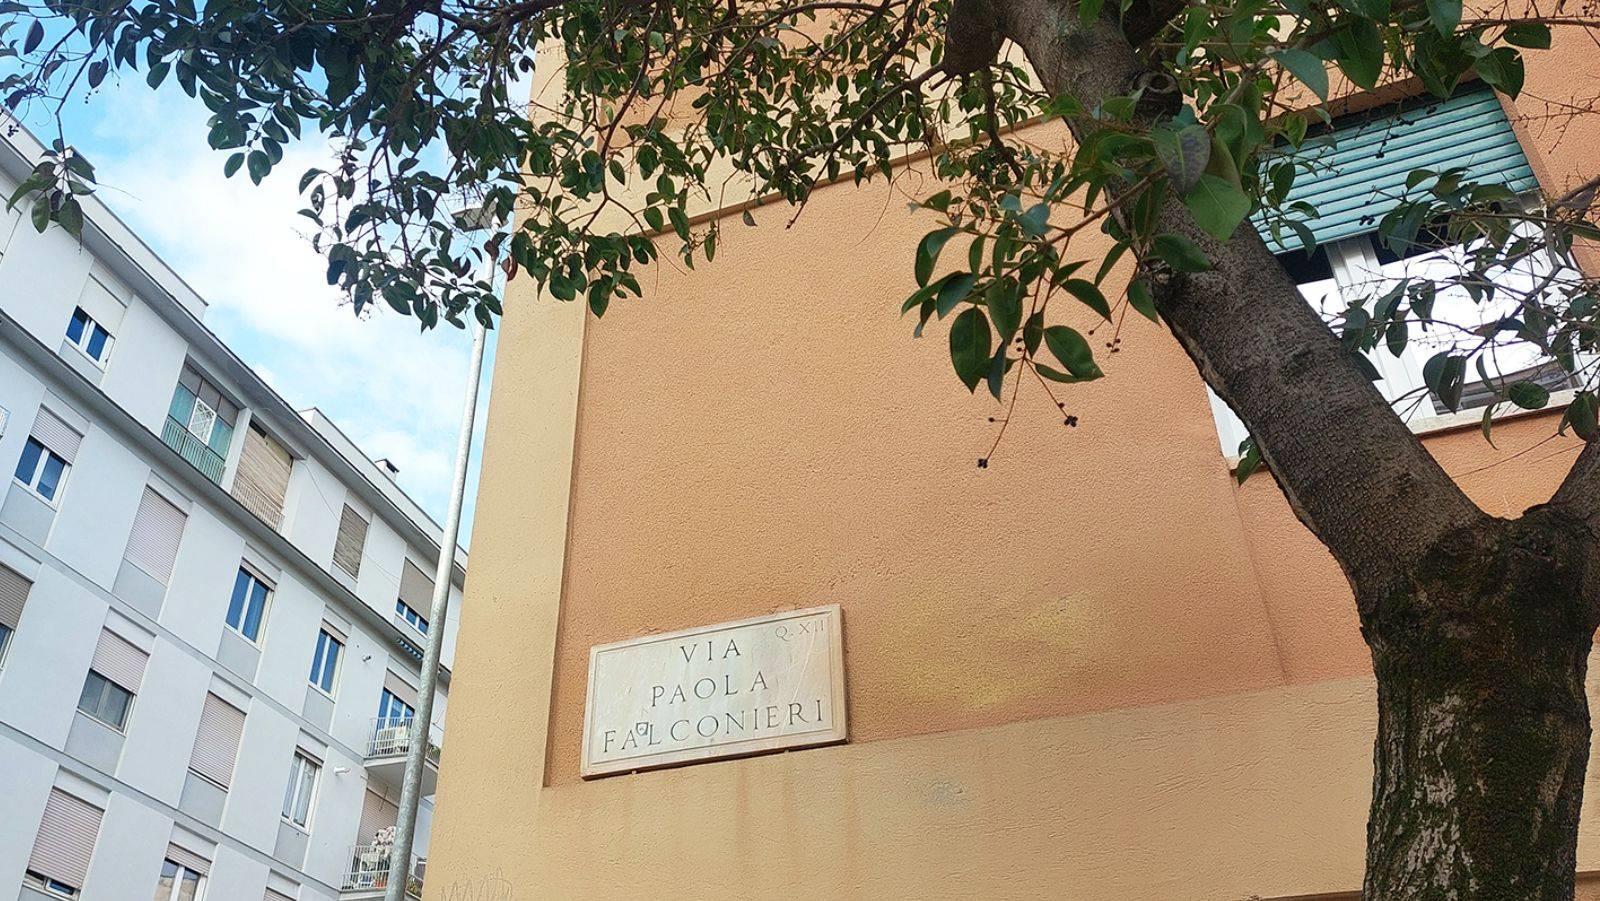 Q. XII
VIA
PAOLA
FALCONIERI